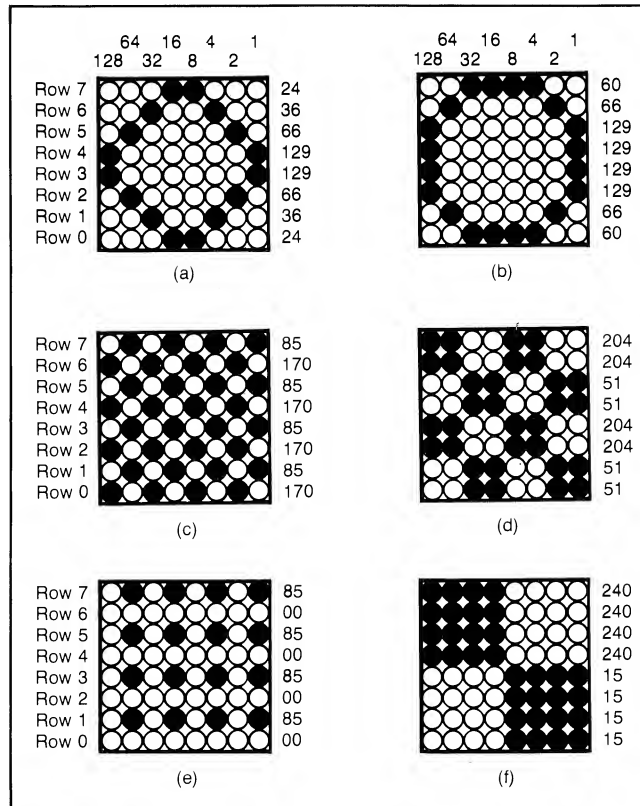 64 16 4 1
128 32 8 2
Row 7 24
Row 6 36
Row 5 66
Row 4 129
Row 3 129
Row 2 66
Row 1 36
Row 0 24
(a)
64 16 4 1
128 32 8 2
60
66
129
129
129
129
66
60
(b)
Row 7 85
Row 6 170
Row 5 85
Row 4 170
Row 3 85
Row 2 170
Row 1 85
Row 0 170
(c)
204
204
51
51
204
204
51
51
(d)
Row 7 85
Row 6 00
Row 5 85
Row 4 00
Row 3 85
Row 2 00
Row 1 85
Row 0 00
(e)
240
240
240
240
15
15
15
15
(f)